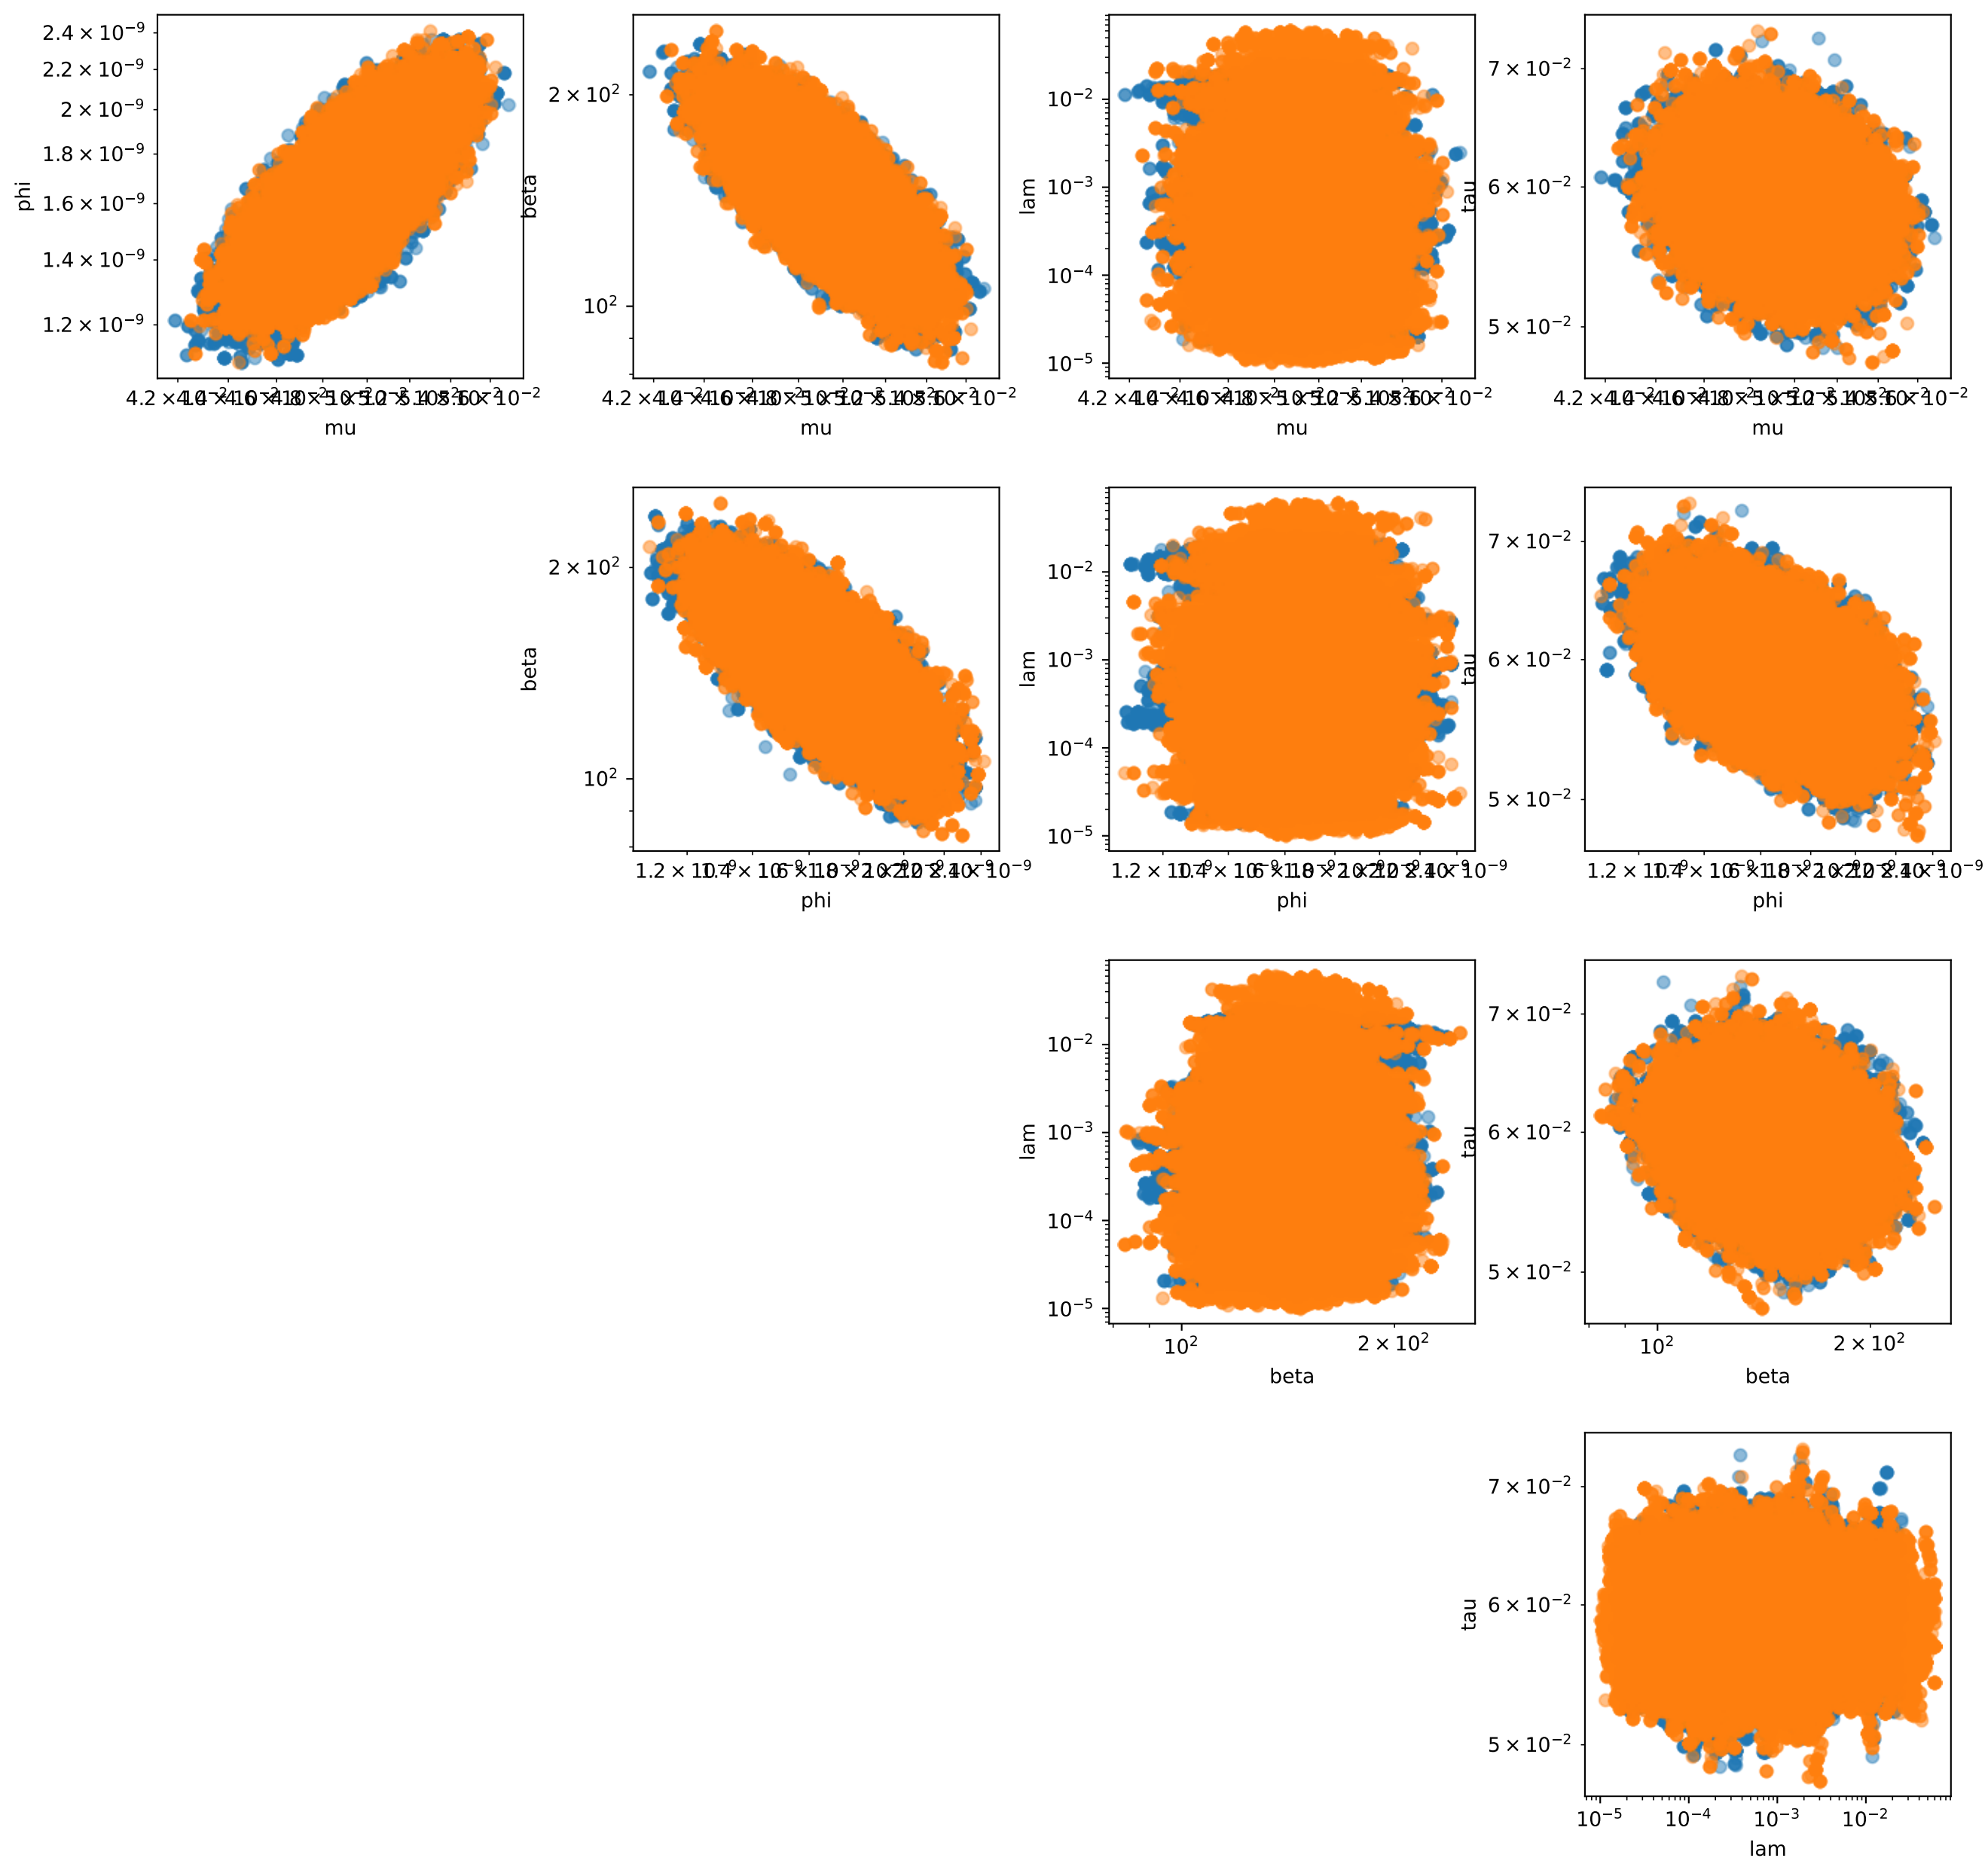 2.4 × 10⁻⁹
2.2 × 10⁻⁹
2 × 10⁻⁹
1.8 × 10⁻⁹
1.6 × 10⁻⁹
1.4 × 10⁻⁹
1.2 × 10⁻⁹
phi
mu
2 × 10²
10²
beta
mu
10⁻²
10⁻³
10⁻⁴
10⁻⁵
lam
mu
7 × 10⁻²
6 × 10⁻²
5 × 10⁻²
tau
mu
2 × 10²
10²
beta
phi
10⁻²
10⁻³
10⁻⁴
10⁻⁵
lam
phi
7 × 10⁻²
6 × 10⁻²
5 × 10⁻²
tau
phi
10⁻²
10⁻³
10⁻⁴
10⁻⁵
lam
10² 2 × 10²
beta
7 × 10⁻²
6 × 10⁻²
5 × 10⁻²
tau
10² 2 × 10²
beta
7 × 10⁻²
6 × 10⁻²
5 × 10⁻²
tau
10⁻⁵ 10⁻⁴ 10⁻³ 10⁻²
lam